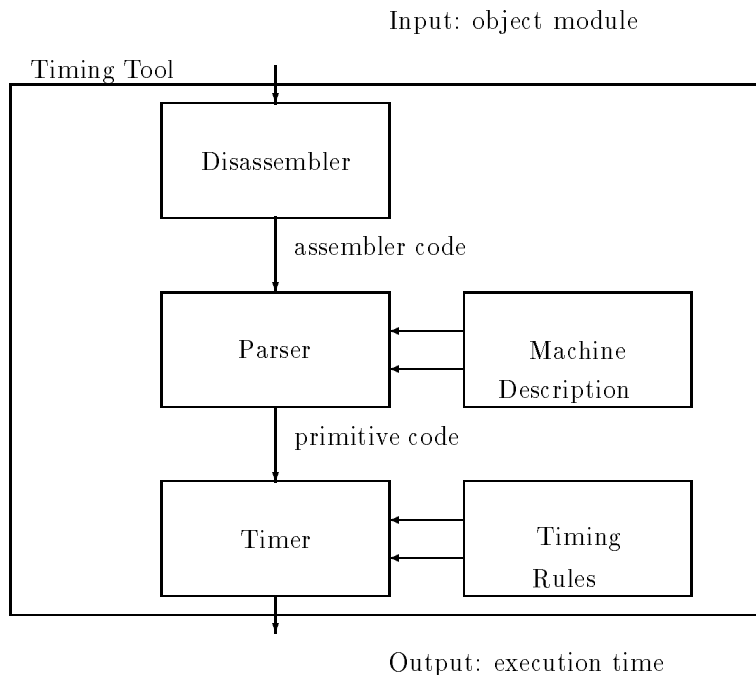 Input: object module
Timing Tool
Disassembler
assembler code
Parser
Machine
Description
primitive code
Timer
Timing
Rules
Output: execution time